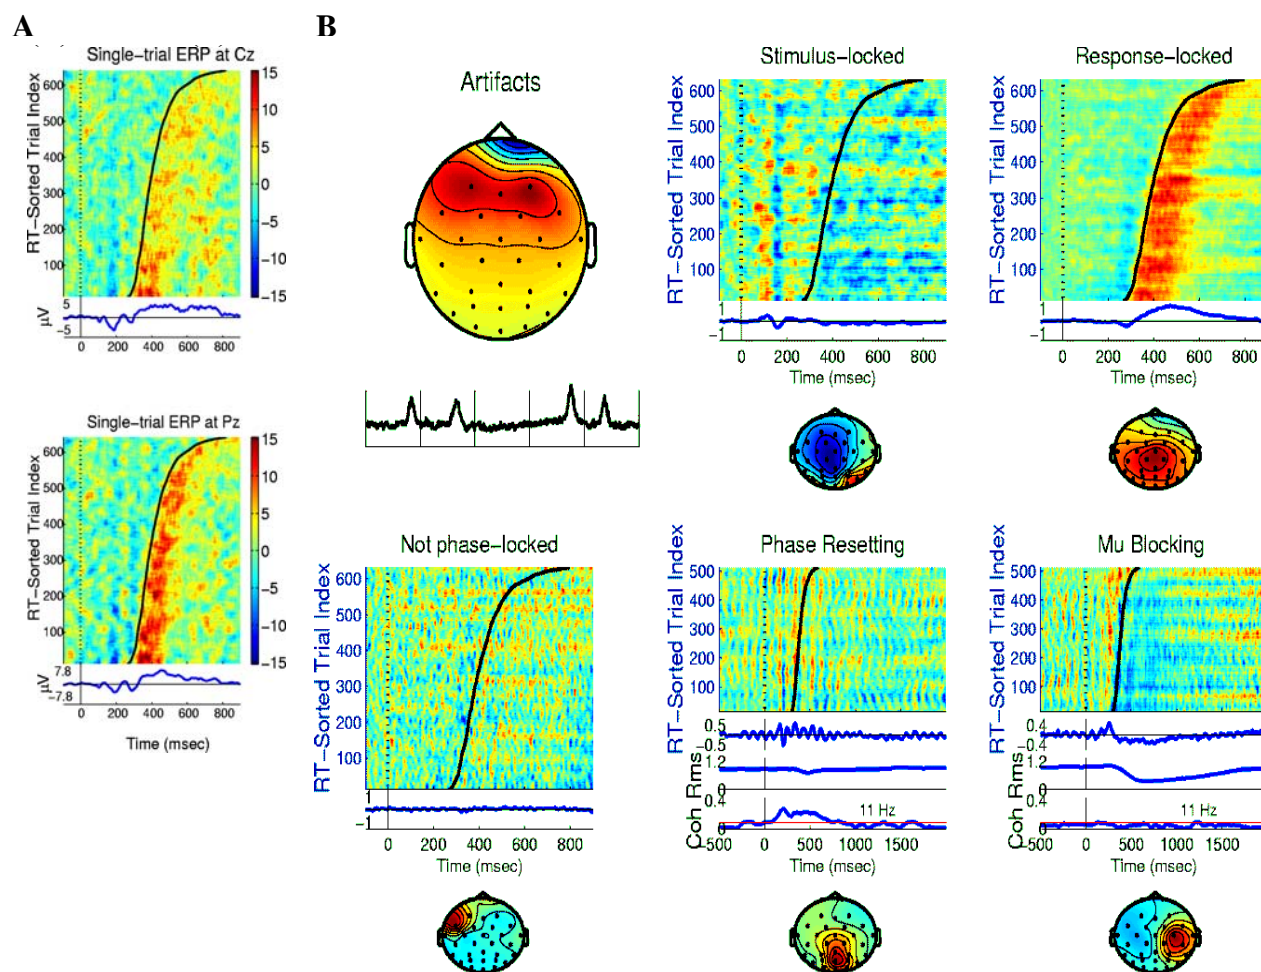 A
B
Single-trial ERP at Cz
RT-Sorted Trial Index
600
500
400
300
200
100
15
10
5
0
-5
-10
-15
μV
5
-5
0 200 400 600 800
Single-trial ERP at Pz
RT-Sorted Trial Index
600
500
400
300
200
100
15
10
5
0
-5
-10
-15
μV
7.8
-7.8
0 200 400 600 800
Time (msec)
Artifacts
Stimulus-locked
RT-Sorted Trial Index
600
500
400
300
200
100
1
-1
0 200 400 600 800
Time (msec)
Response-locked
RT-Sorted Trial Index
600
500
400
300
200
100
1
-1
0 200 400 600 800
Time (msec)
Not phase-locked
RT-Sorted Trial Index
600
500
400
300
200
100
1
-1
0 200 400 600 800
Time (msec)
Phase Resetting
RT-Sorted Trial Index
500
400
300
200
100
0.5
-0.5
Rms
1.2
0
Coh
0.4
0
11 Hz
-500 0 500 1000 1500
Time (msec)
Mu Blocking
RT-Sorted Trial Index
500
400
300
200
100
0.4
-0.4
Rms
1.2
0
Coh
0.4
0
11 Hz
-500 0 500 1000 1500
Time (msec)